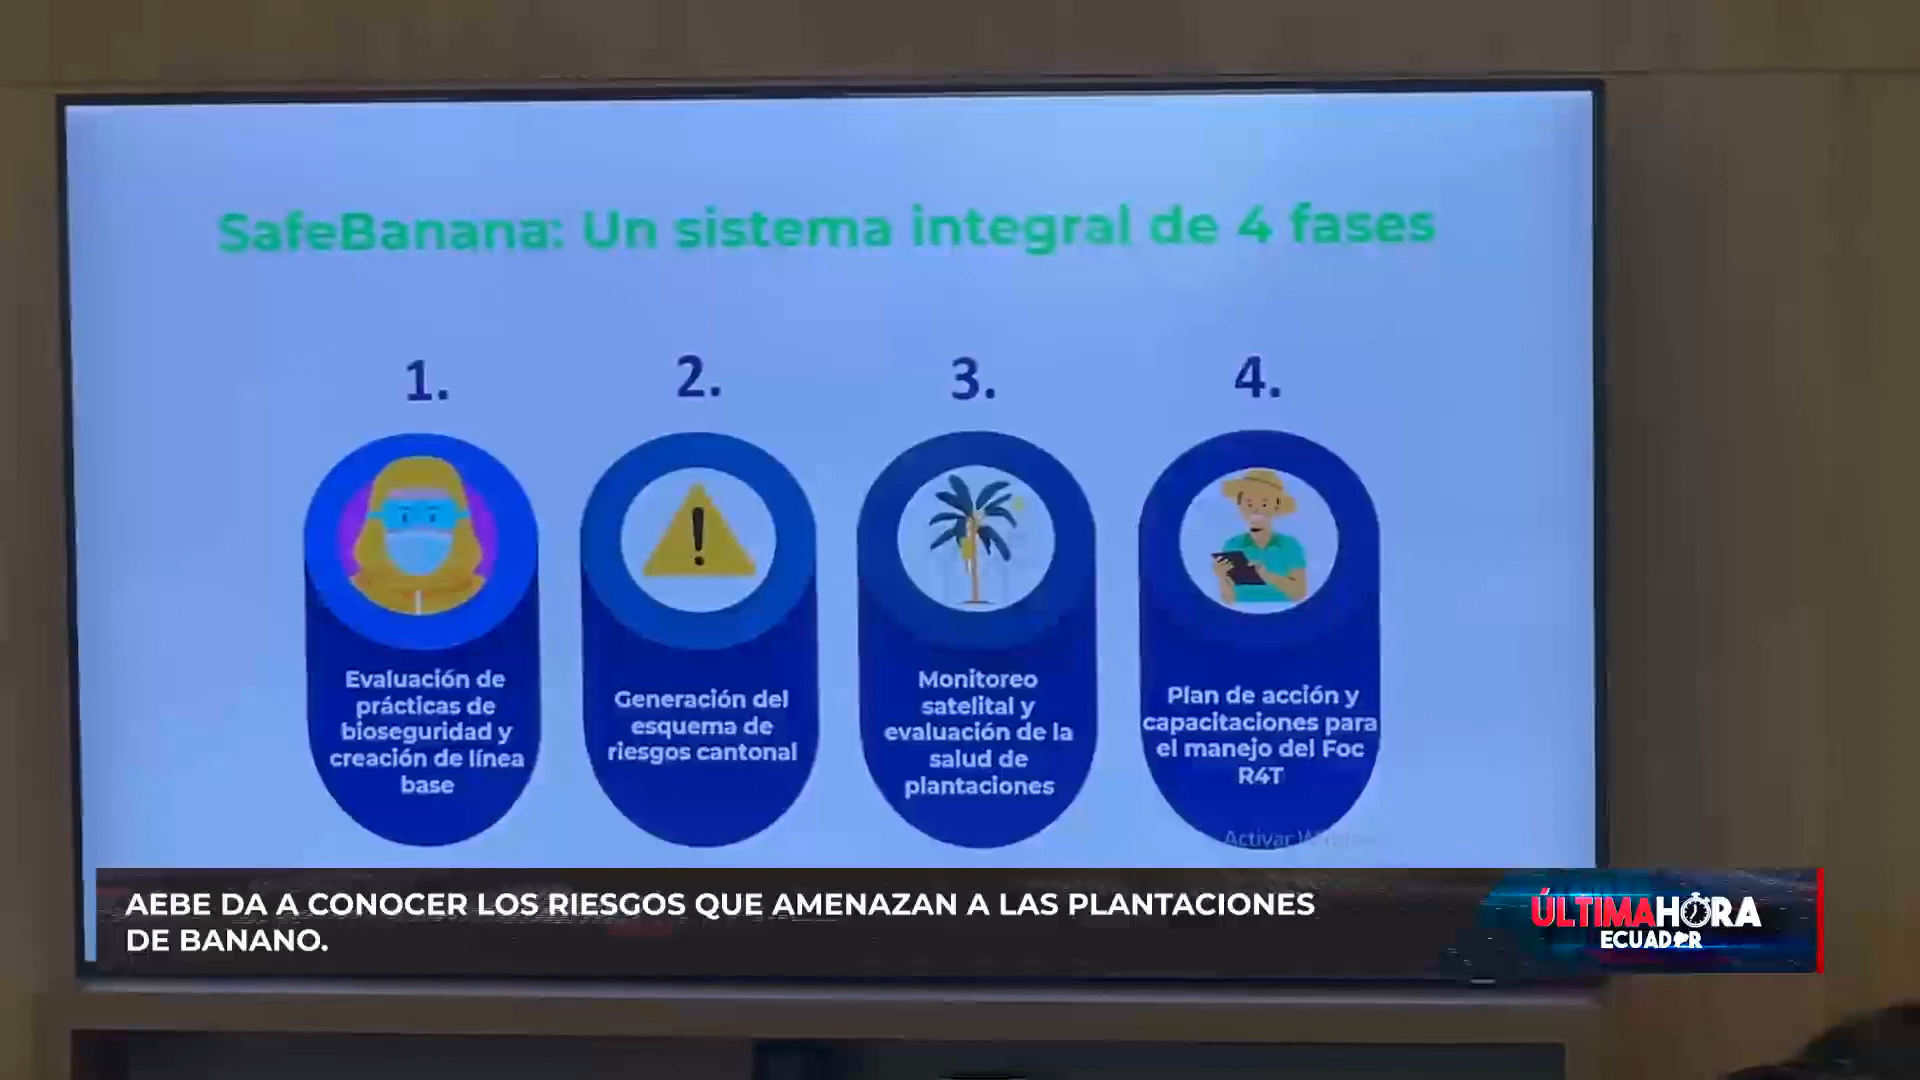 SafeBanana: Un sistema integral de 4 fases
1.
Evaluación de
prácticas de
bioseguridad y
creación de línea
base
2.
Generación del
esquema de
riesgos cantonal
3.
Monitoreo
satelital y
evaluación de la
salud de
plantaciones
4.
Plan de acción y
capacitaciones para
el manejo del Foc
R4T
Activar
AEBE DA A CONOCER LOS RIESGOS QUE AMENAZAN A LAS PLANTACIONES
DE BANANO.
ÚLTIMAHORA
ECUADOR